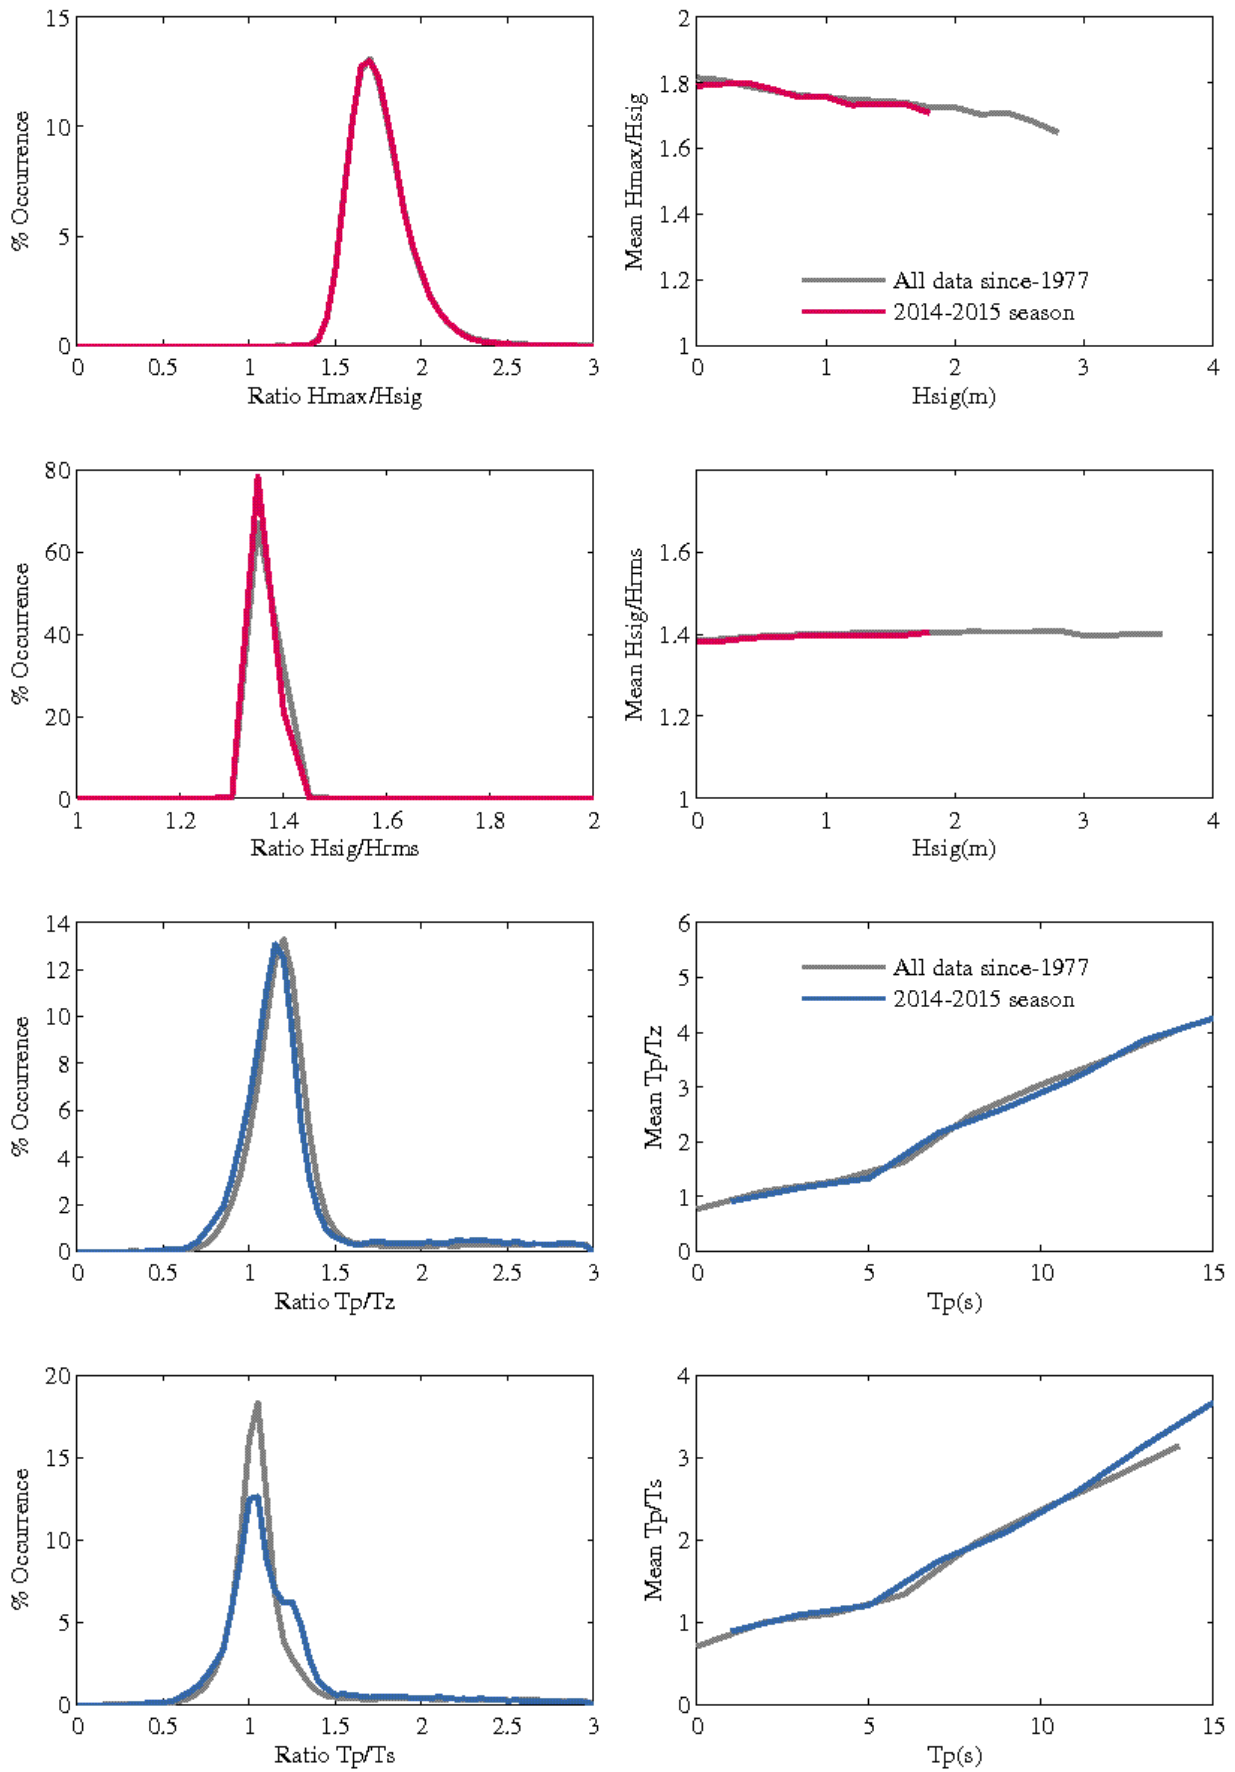 15
10
5
0
0 0.5 1 1.5 2 2.5 3
% Occurrence
Ratio Hmax/Hsig
2
1.8
1.6
1.4
1.2
1
0 1 2 3 4
Mean Hmax/Hsig
All data since-1977
2014-2015 season
Hsig(m)
80
60
40
20
0
1 1.2 1.4 1.6 1.8 2
% Occurrence
Ratio Hsig/Hrms
1.6
1.4
1.2
1
0 1 2 3 4
Mean Hsig/Hrms
Hsig(m)
14
12
10
8
6
4
2
0
0 0.5 1 1.5 2 2.5 3
% Occurrence
Ratio Tp/Tz
6
5
4
3
2
1
0
0 5 10 15
Mean Tp/Tz
All data since-1977
2014-2015 season
Tp(s)
20
15
10
5
0
0 0.5 1 1.5 2 2.5 3
% Occurrence
Ratio Tp/Ts
4
3
2
1
0
0 5 10 15
Mean Tp/Ts
Tp(s)